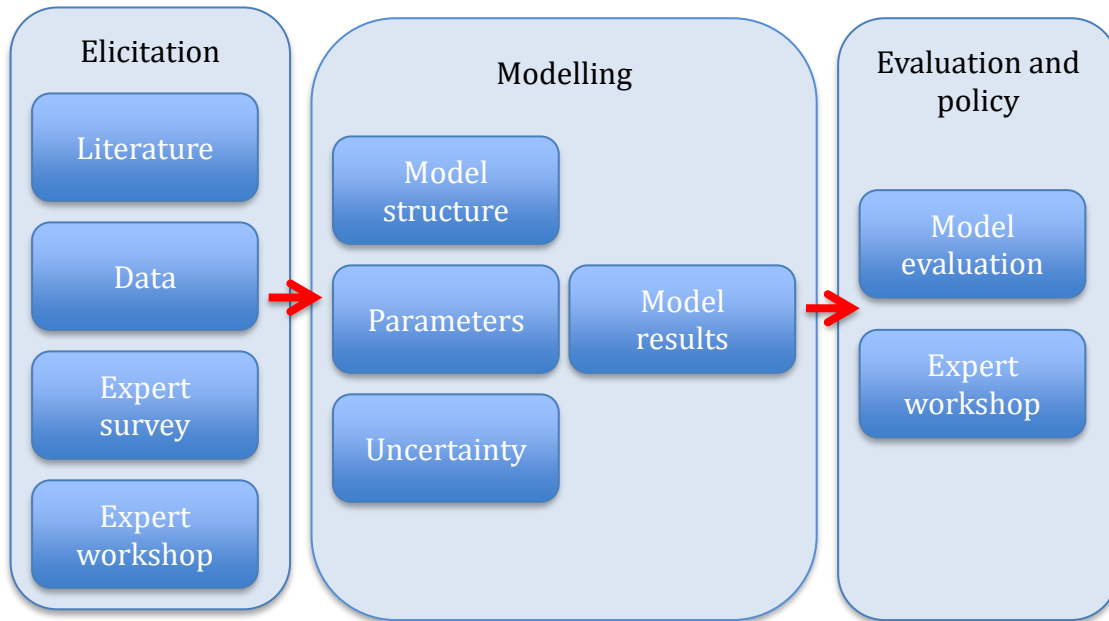 Elicitation
Literature
Data
Expert
survey
Expert
workshop
Modelling
Model
structure
Parameters
Uncertainty
Model
results
Evaluation and
policy
Model
evaluation
Expert
workshop